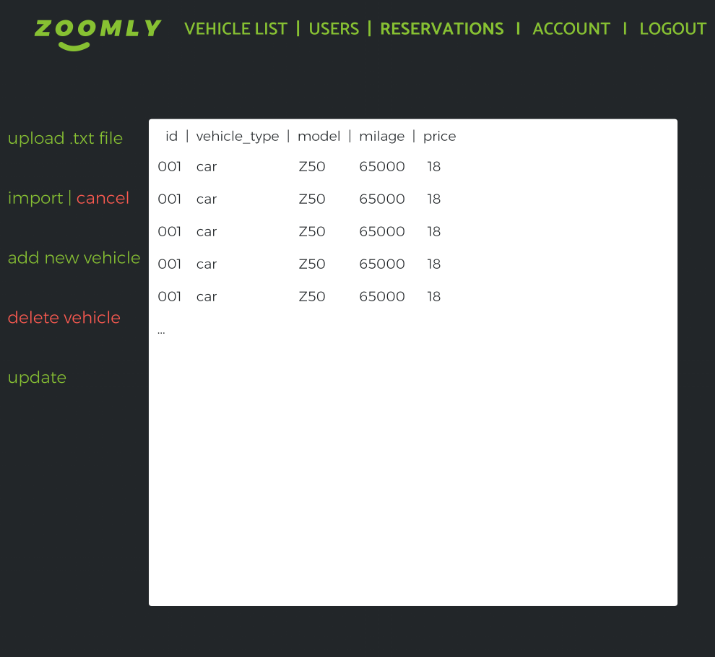 ZOOMLY VEHICLE LIST | USERS | RESERVATIONS | ACCOUNT | LOGOUT
upload .txt file
import | cancel
add new vehicle
delete vehicle
update
id | vehicle_type | model | milage | price
001 car Z50 65000 18
001 car Z50 65000 18
001 car Z50 65000 18
001 car Z50 65000 18
001 car Z50 65000 18
...